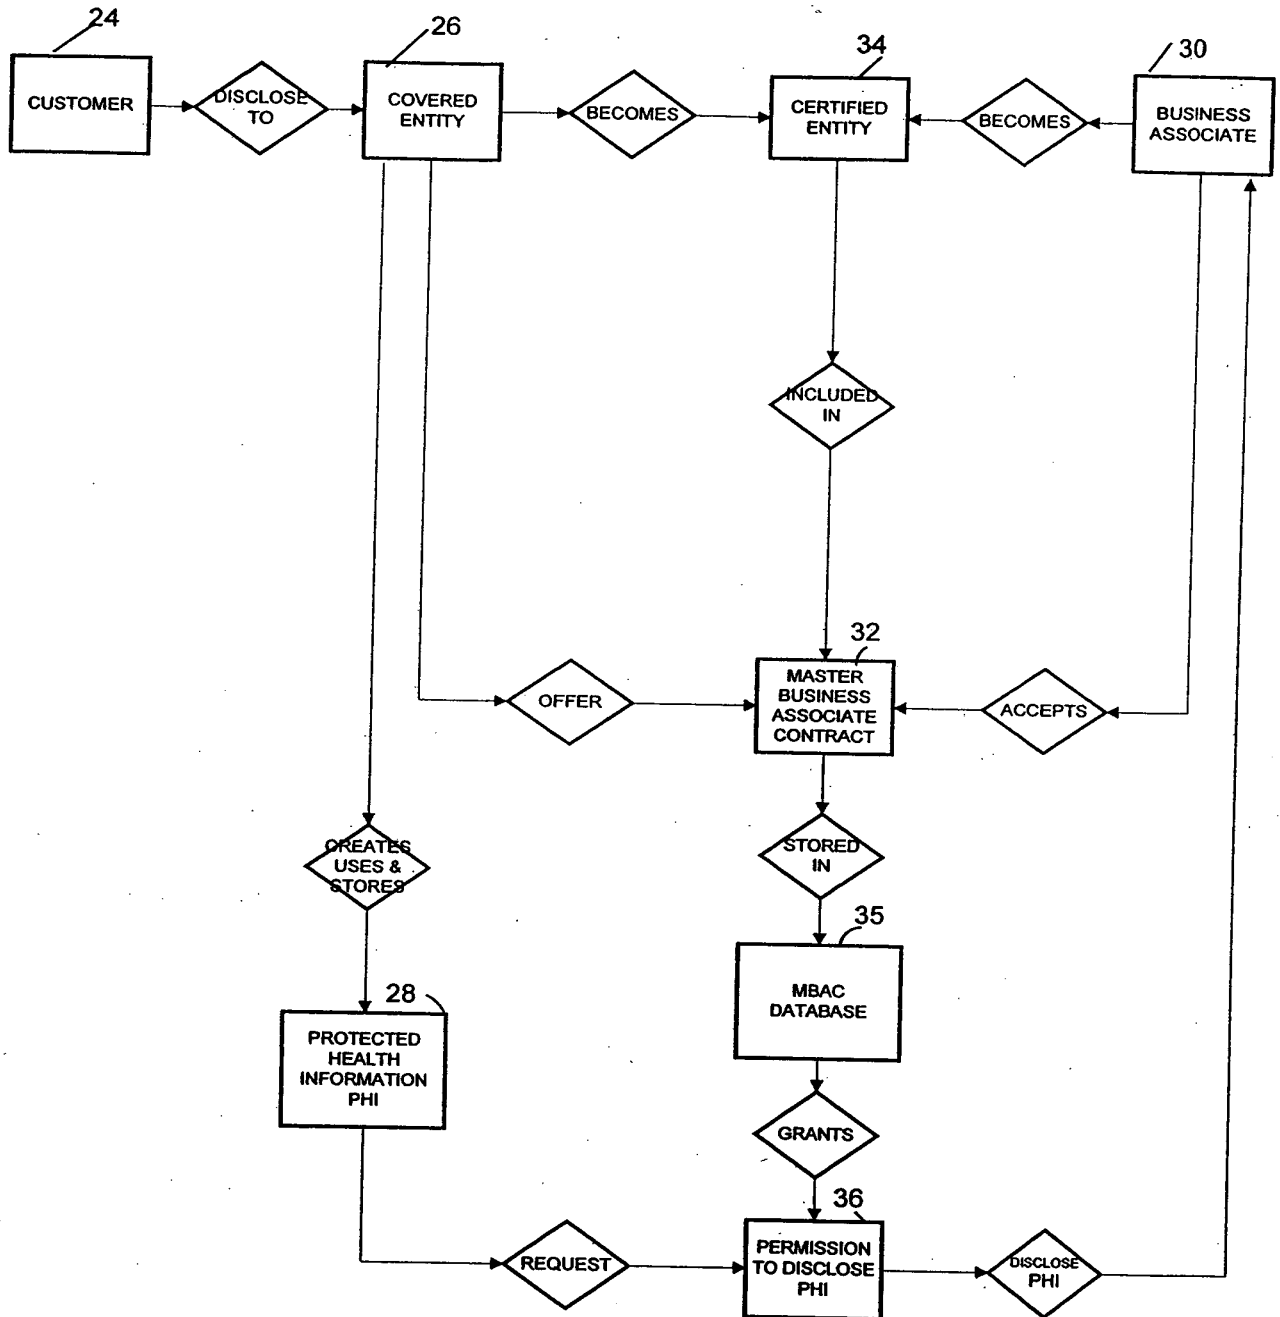 24
26
34
30
CUSTOMER
DISCLOSE
TO
COVERED
ENTITY
BECOMES
CERTIFIED
ENTITY
BECOMES
BUSINESS
ASSOCIATE
INCLUDED
IN
32
OFFER
MASTER
BUSINESS
ASSOCIATE
CONTRACT
ACCEPTS
CREATES
USES &
STORES
STORED
IN
35
MBAC
DATABASE
28
PROTECTED
HEALTH
INFORMATION
PHI
GRANTS
36
REQUEST
PERMISSION
TO DISCLOSE
PHI
DISCLOSE
PHI